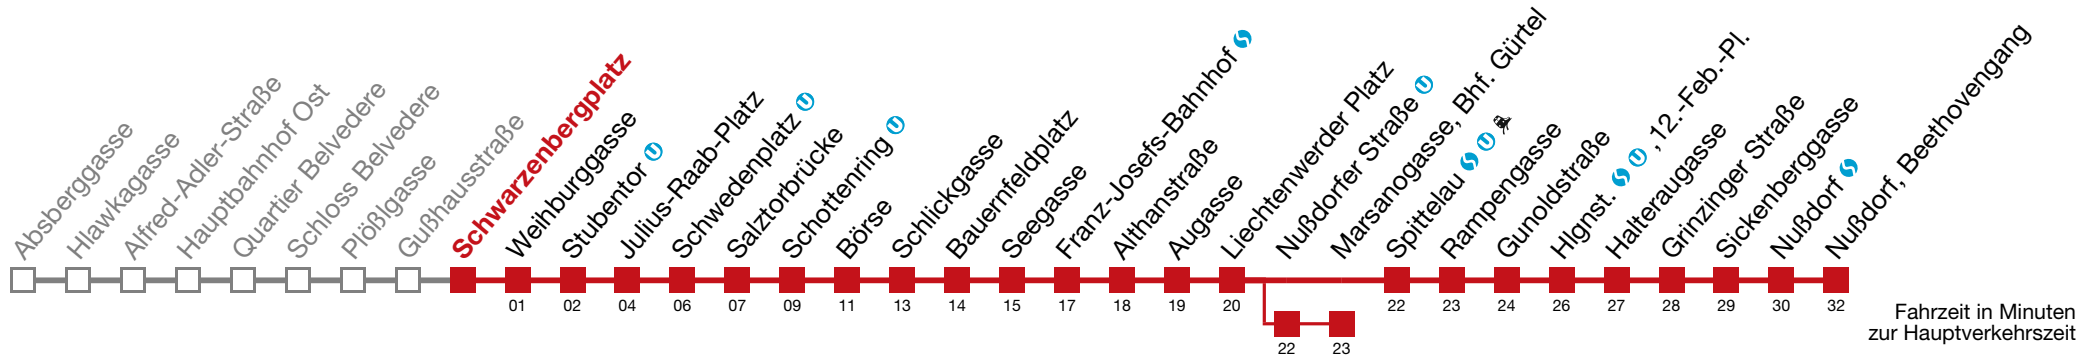 Absberggasse
Hlawkagasse
Alfred-Adler-Straße
Hauptbahnhof Ost
Quartier Belvedere
Schloss Belvedere
Plößlgasse
Gußhausstraße
Schwarzenbergplatz
Weihburggasse
Stubentor U
Julius-Raab-Platz
Schwedenplatz U
Salztorbrücke
Schottenring U
Börse
Schlickgasse
Bauernfeldplatz
Seegasse
Franz-Josefs-Bahnhof S
Althanstraße
Augasse
Liechtenwerder Platz
Nußdorfer Straße U
Marsanogasse, Bhf. Gürtel
Spittelau S U
Rampengasse
Gunoldstraße
Hlgnst. S U , 12.-Feb.-Pl.
Halteraugasse
Grinzinger Straße
Sickenberggasse
Nußdorf S
Nußdorf, Beethovengang
01 02 04 06 07 09 11 13 14 15 17 18 19 20 22 23 24 26 27 28 29 30 32
22 23
Fahrzeit in Minuten
zur Hauptverkehrszeit